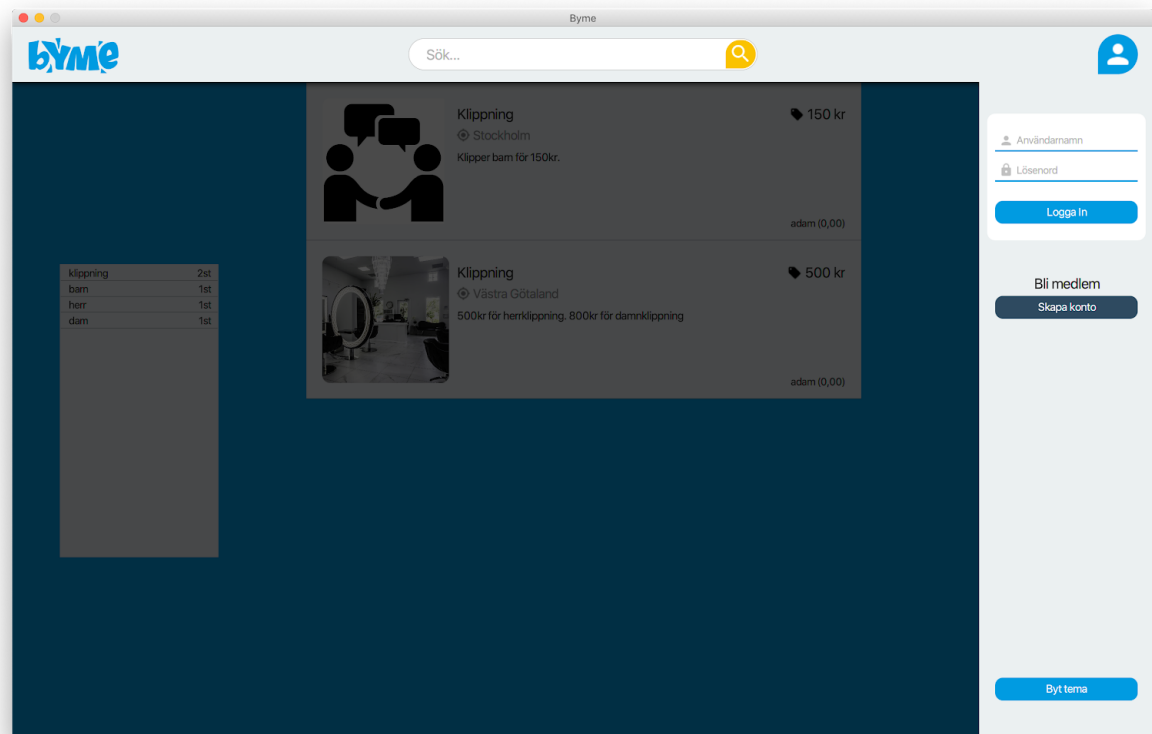 Byme
byme
Sök...
Klippning
150 kr
Stockholm
Klipper barn för 150kr.
adam (0,00)
Klippning
500 kr
Västra Götaland
500kr för herrklippning. 800kr för damnklippning
adam (0,00)
klippning 2st
barn 1st
herr 1st
dam 1st
Användarnamn
Lösenord
Logga In
Bli medlem
Skapa konto
Byt tema